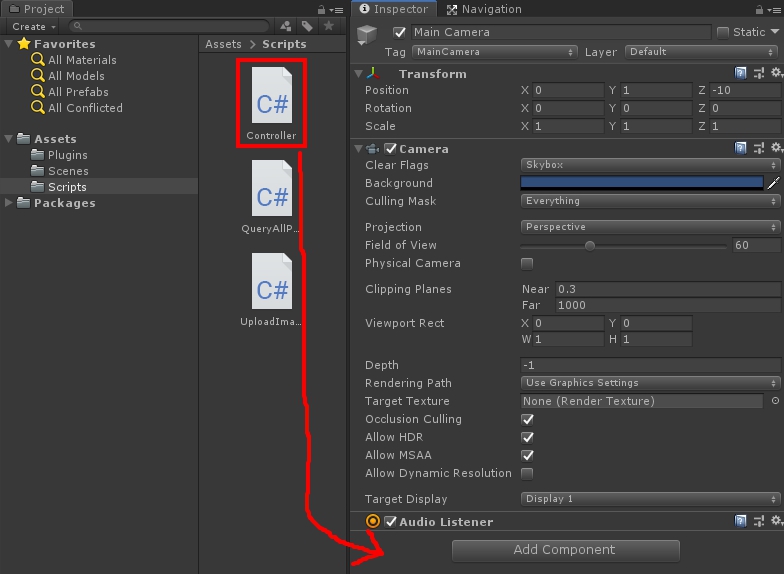 Project
Create
Favorites
All Materials
All Models
All Prefabs
All Conflicted
Assets
Plugins
Scenes
Scripts
Packages
Assets > Scripts
C#
Controller
C#
QueryAllP...
C#
UploadIma...
Inspector
Navigation
Main Camera
Static
Tag MainCamera Layer Default
Transform
Position X 0 Y 1 Z -10
Rotation X 0 Y 0 Z 0
Scale X 1 Y 1 Z 1
Camera
Clear Flags Skybox
Background
Culling Mask Everything
Projection Perspective
Field of View 60
Physical Camera
Clipping Planes Near 0.3
Far 1000
Viewport Rect X 0 Y 0
W 1 H 1
Depth -1
Rendering Path Use Graphics Settings
Target Texture None (Render Texture)
Occlusion Culling
Allow HDR
Allow MSAA
Allow Dynamic Resolution
Target Display Display 1
Audio Listener
Add Component